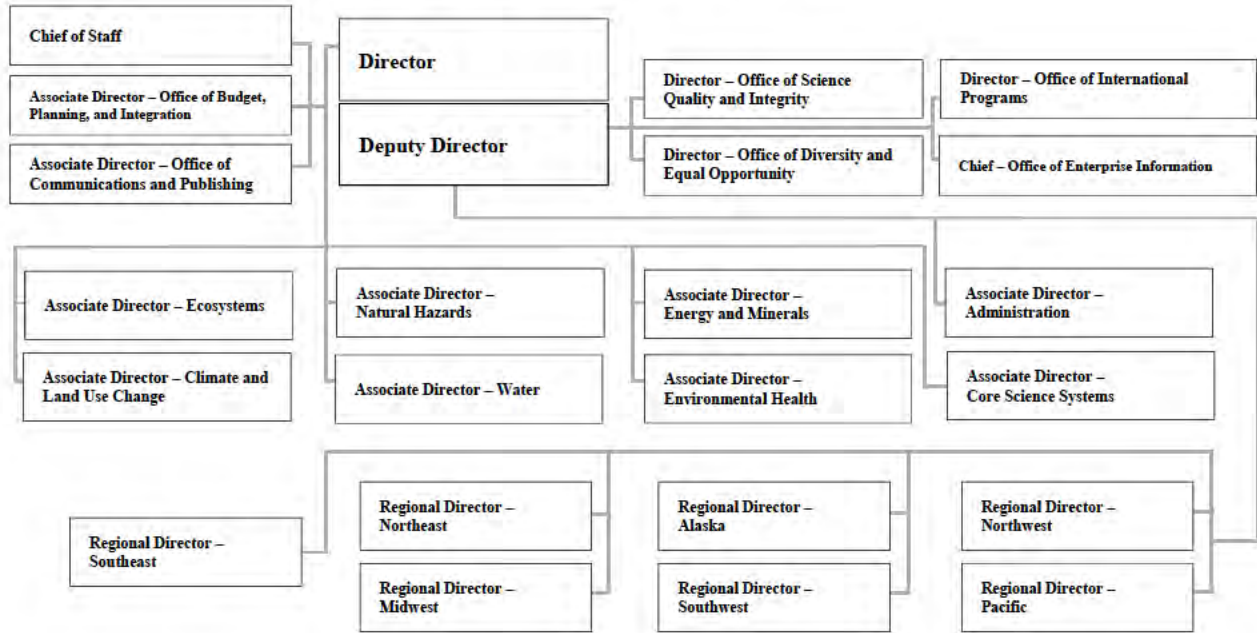 Chief of Staff
Associate Director – Office of Budget,
Planning, and Integration
Associate Director – Office of
Communications and Publishing
Director
Deputy Director
Director – Office of Science
Quality and Integrity
Director – Office of International
Programs
Director – Office of Diversity and
Equal Opportunity
Chief – Office of Enterprise Information
Associate Director – Ecosystems
Associate Director –
Natural Hazards
Associate Director –
Energy and Minerals
Associate Director –
Administration
Associate Director – Climate and
Land Use Change
Associate Director – Water
Associate Director –
Environmental Health
Associate Director –
Core Science Systems
Regional Director –
Southeast
Regional Director –
Northeast
Regional Director –
Alaska
Regional Director –
Northwest
Regional Director –
Midwest
Regional Director –
Southwest
Regional Director –
Pacific